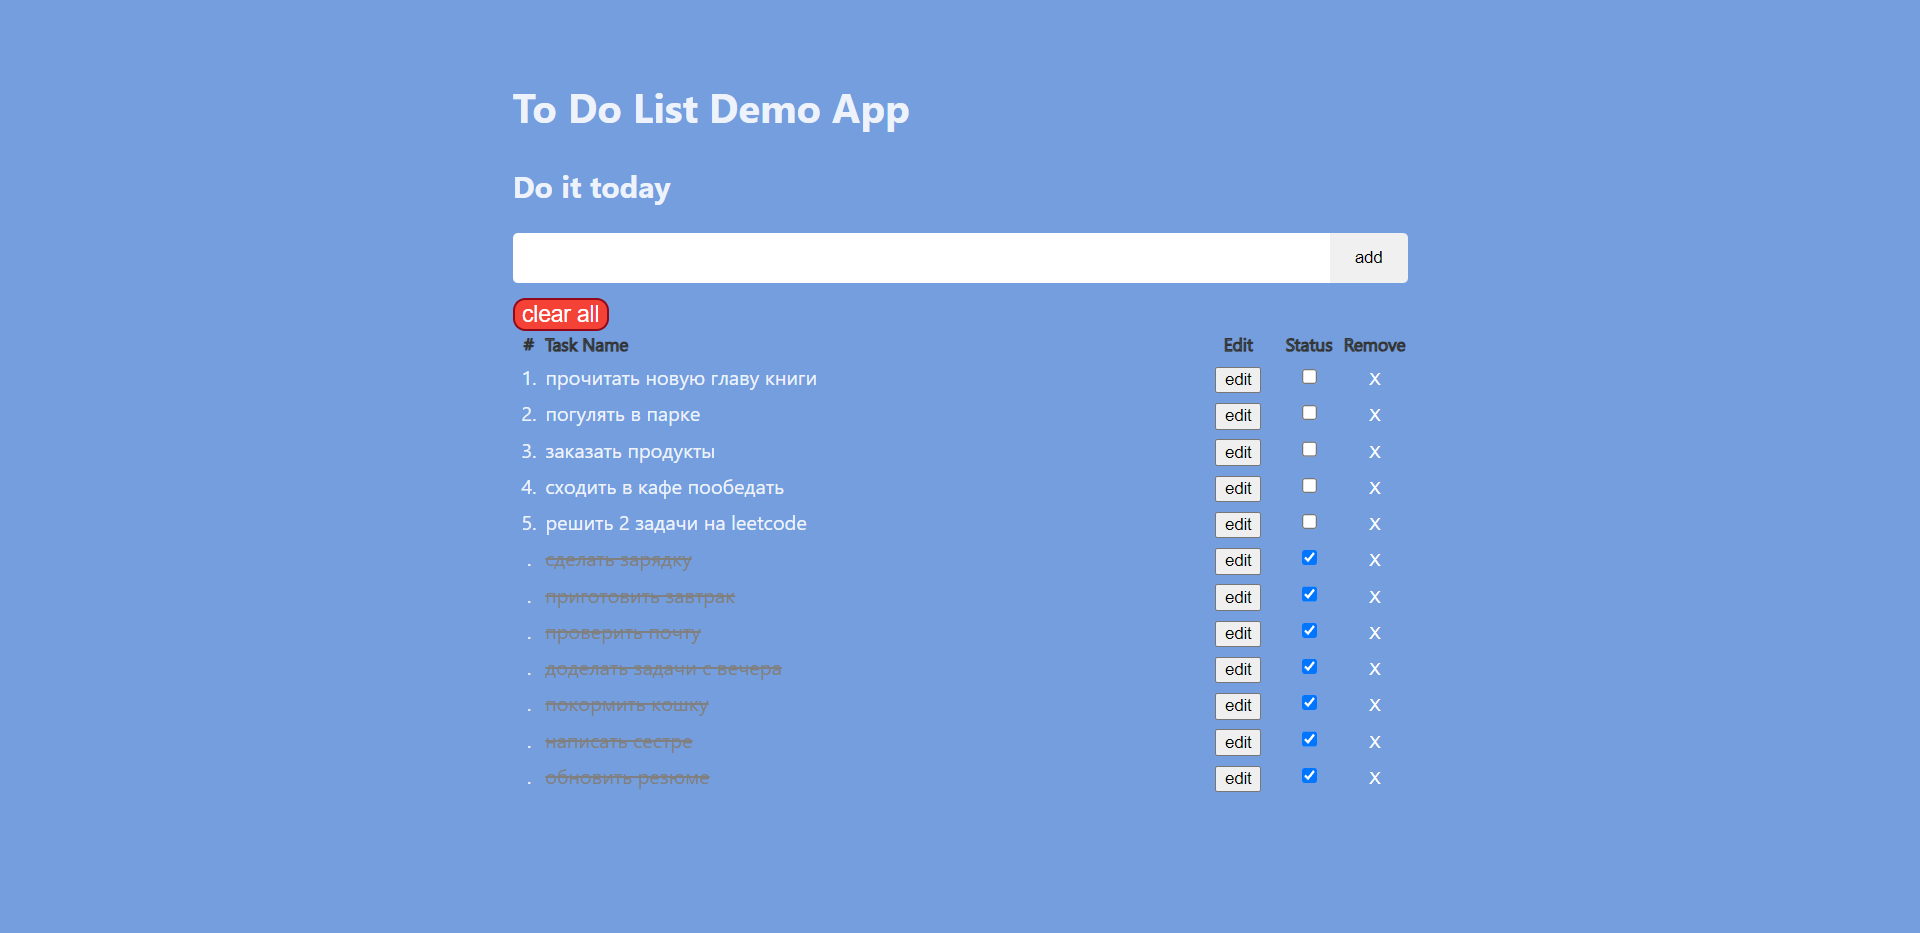 To Do List Demo App
Do it today
add
clear all
# Task Name Edit Status Remove
1. прочитать новую главу книги edit X
2. погулять в парке edit X
3. заказать продукты edit X
4. сходить в кафе пообедать edit X
5. решить 2 задачи на leetcode edit X
. сделать зарядку edit X
. приготовить завтрак edit X
. проверить почту edit X
. доделать задачи с вечера edit X
. покормить кошку edit X
. написать сестре edit X
. обновить резюме edit X